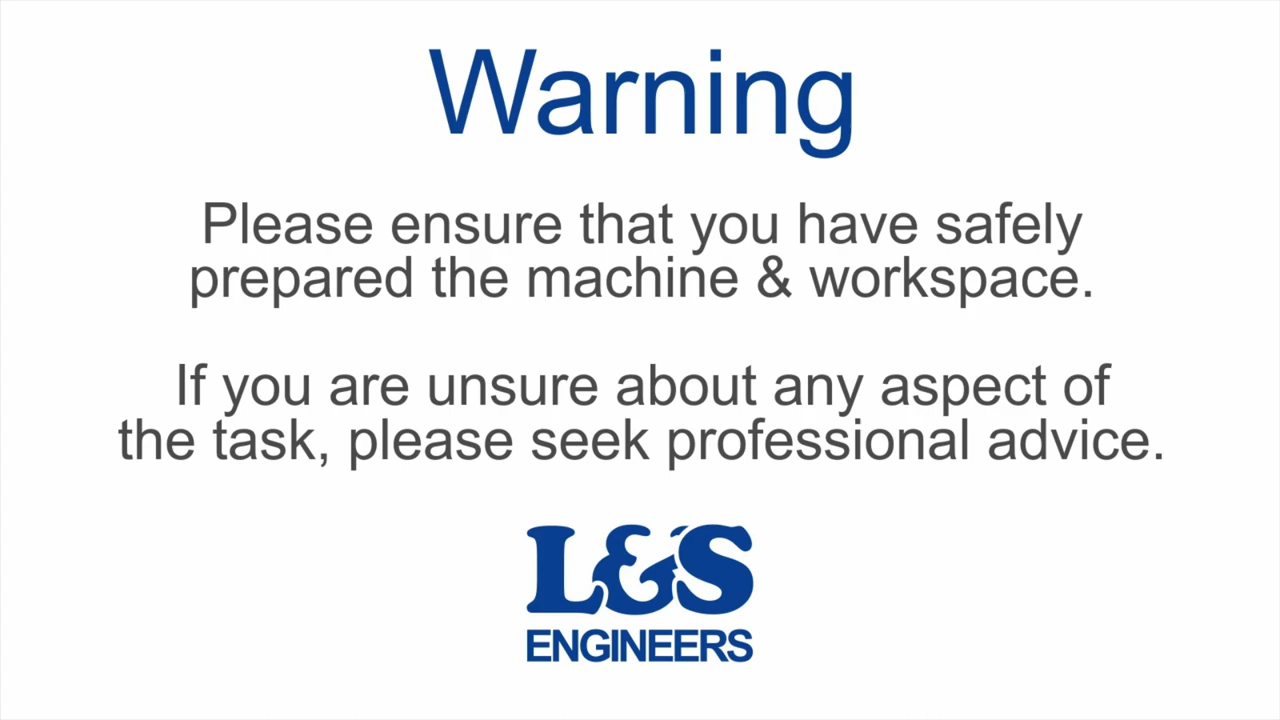 Warning
Please ensure that you have safely
prepared the machine & workspace.
If you are unsure about any aspect of
the task, please seek professional advice.
L&S
ENGINEERS